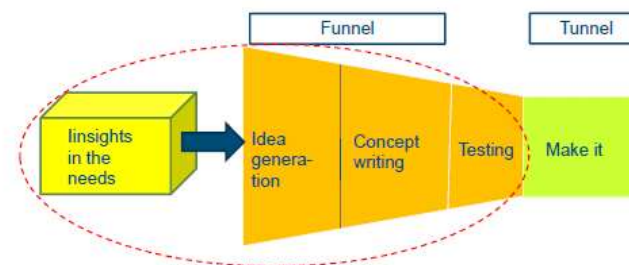 Funnel
Tunnel
Iinsights
in the
needs
Idea
genera-
tion
Concept
writing
Testing
Make it